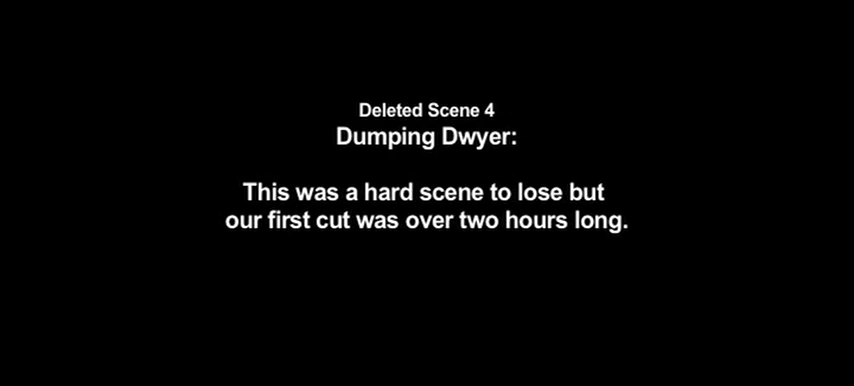 Deleted Scene 4
Dumping Dwyer:
This was a hard scene to lose but
our first cut was over two hours long.